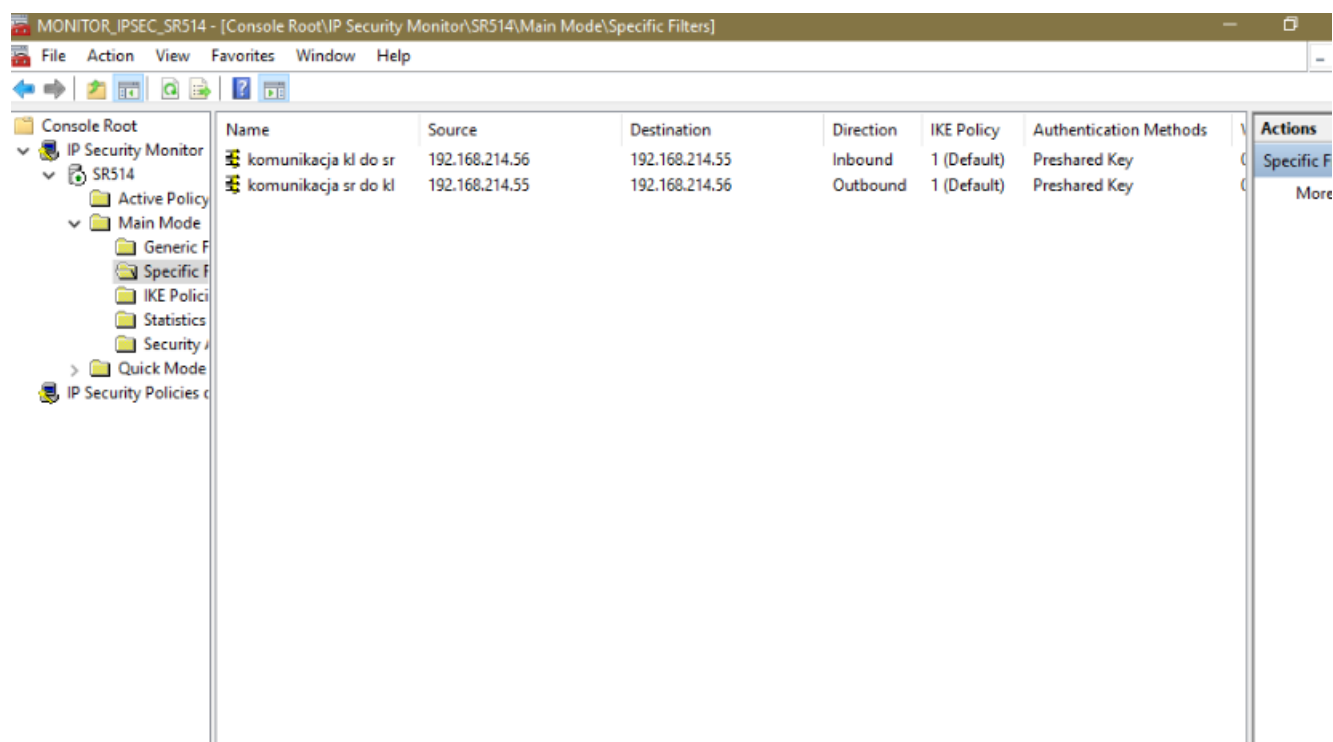 MONITOR_IPSEC_SR514 - [Console Root\IP Security Monitor\SR514\Main Mode\Specific Filters]
File Action View Favorites Window Help
Console Root
IP Security Monitor
SR514
Active Policy
Main Mode
Generic F
Specific F
IKE Polici
Statistics
Security
Quick Mode
IP Security Policies
Name Source Destination Direction IKE Policy Authentication Methods
komunikacja kl do sr 192.168.214.56 192.168.214.55 Inbound 1 (Default) Preshared Key
komunikacja sr do kl 192.168.214.55 192.168.214.56 Outbound 1 (Default) Preshared Key
Actions
Specific F
More